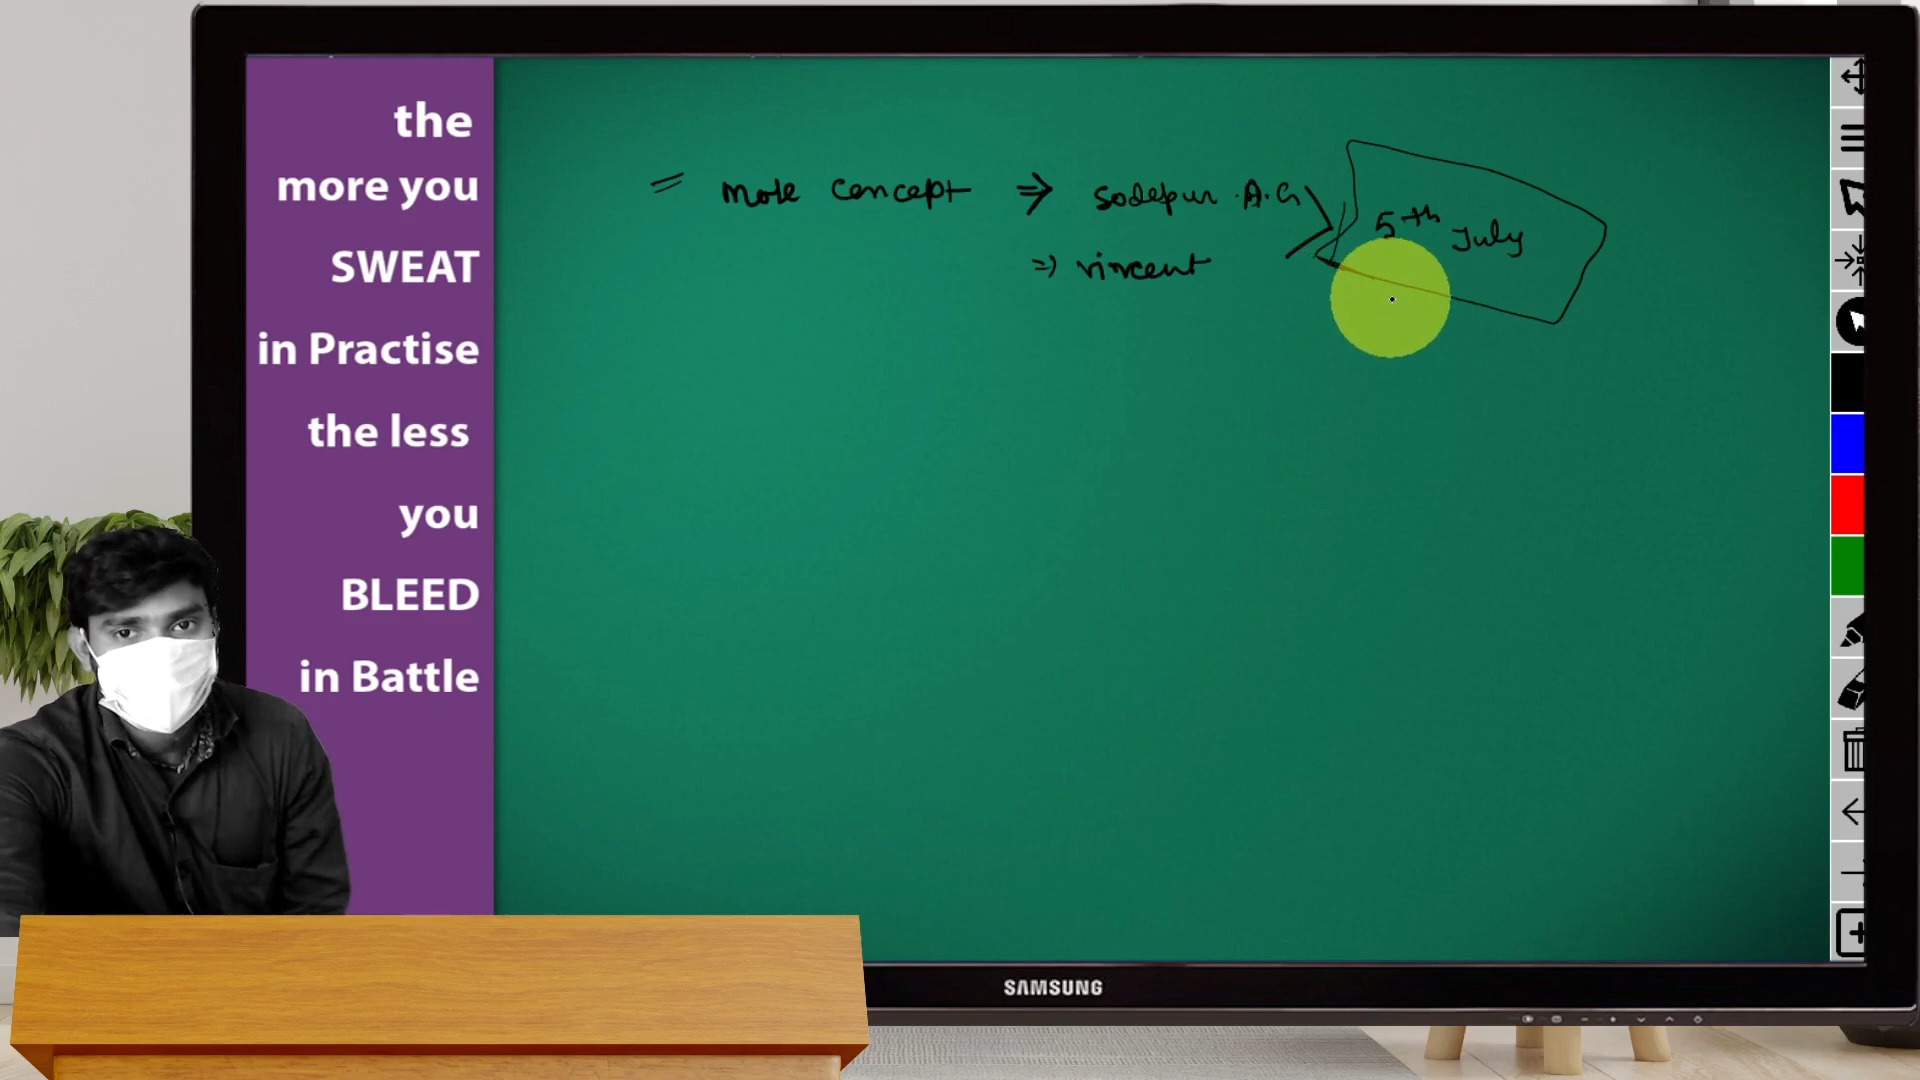 the
more you
SWEAT
in Practise
the less
you
BLEED
in Battle
= Mole Concept ⇒ Sodepur A.G
⇒ vincent
5th July
SAMSUNG